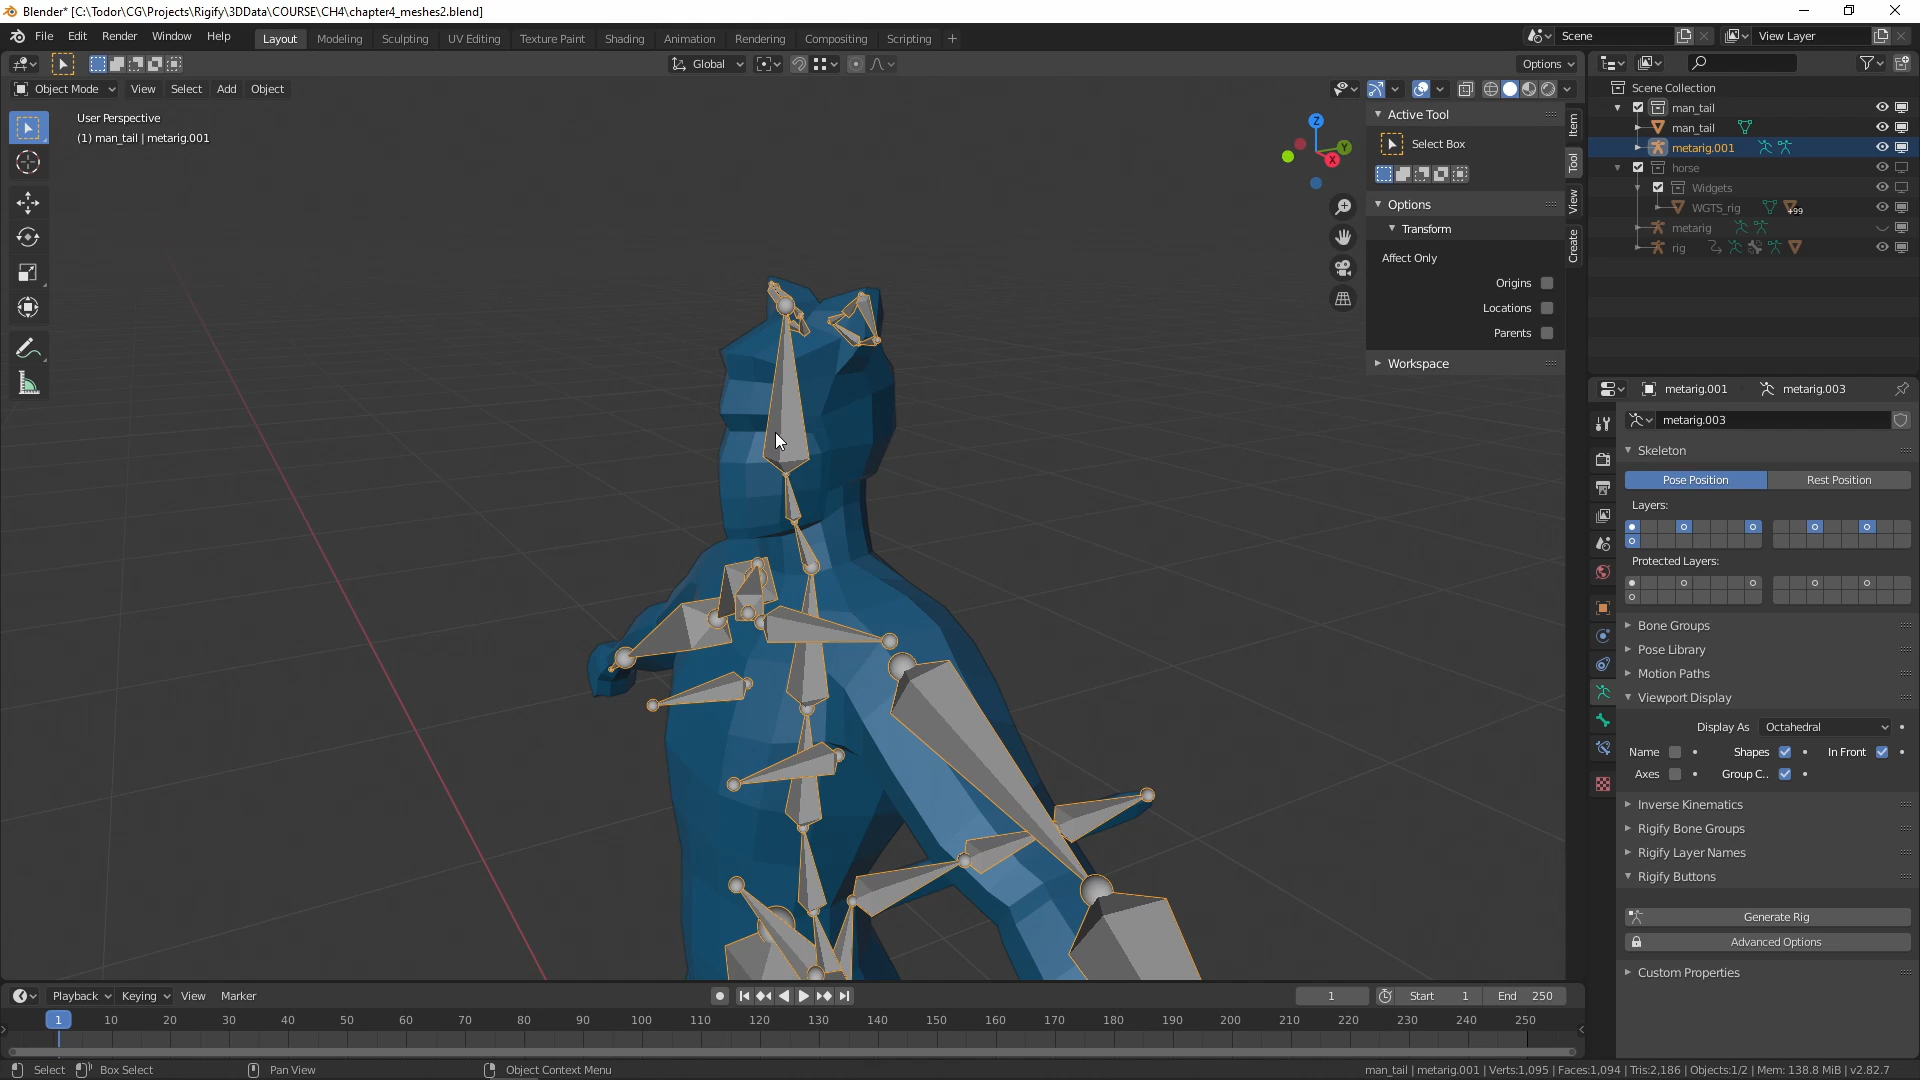 Blender* [C:\Todor\CG\Projects\Rigify\3DData\COURSE\CH4\chapter4_meshes2.blend]
File Edit Render Window Help Layout Modeling Sculpting UV Editing Texture Paint Shading Animation Rendering Compositing Scripting + Scene View Layer
Global Options
Object Mode View Select Add Object
User Perspective
(1) man_tail | metarig.001
Z
Y
X
Active Tool
Select Box
Options
Transform
Affect Only
Origins
Locations
Parents
Workspace
Item
Tool
View
Create
Scene Collection
man_tail
man_tail
metarig.001
horse
Widgets
WGTS_rig +99
metarig
rig
metarig.001 metarig.003
metarig.003
Skeleton
Pose Position Rest Position
Layers:
Protected Layers:
Bone Groups
Pose Library
Motion Paths
Viewport Display
Display As Octahedral
Name Shapes In Front
Axes Group C..
Inverse Kinematics
Rigify Bone Groups
Rigify Layer Names
Rigify Buttons
Generate Rig
Advanced Options
Custom Properties
Playback Keying View Marker 1 Start 1 End 250
1 10 20 30 40 50 60 70 80 90 100 110 120 130 140 150 160 170 180 190 200 210 220 230 240 250
Select Box Select Pan View Object Context Menu man_tail | metarig.001 | Verts:1,095 | Faces:1,094 | Tris:2,186 | Objects:1/2 | Mem: 138.8 MiB | v2.82.7